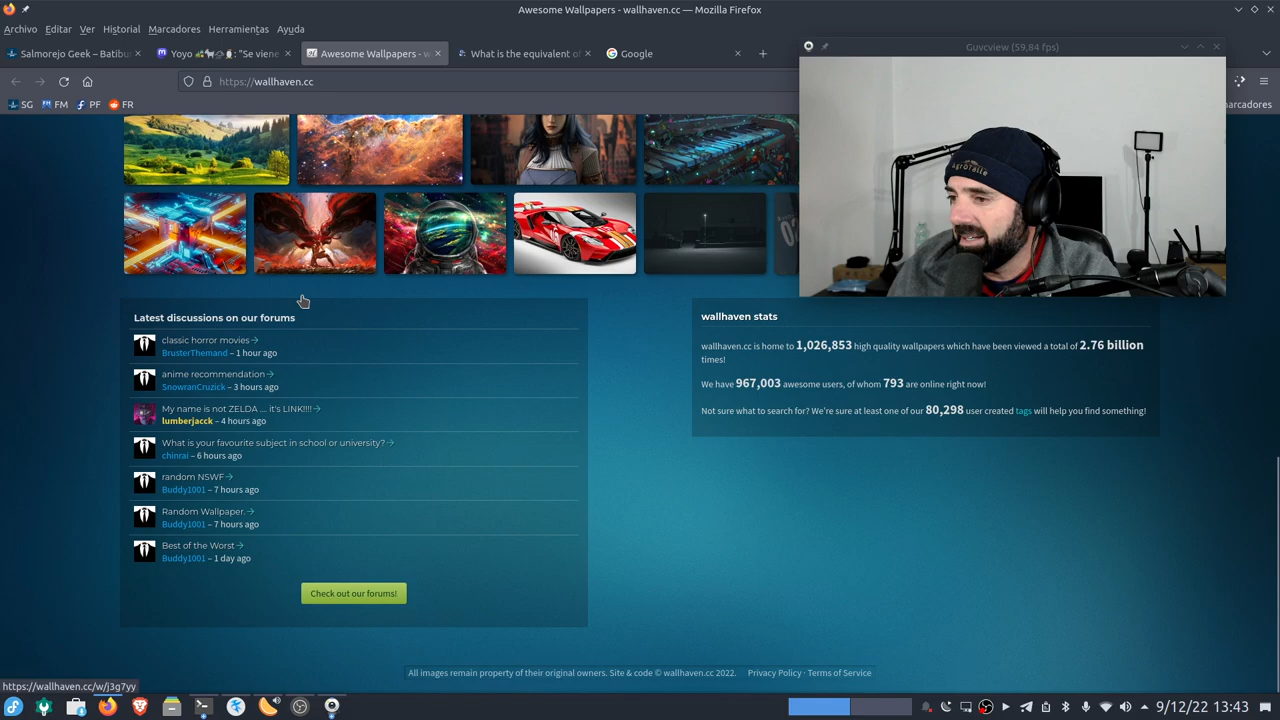 Awesome Wallpapers - wallhaven.cc — Mozilla Firefox
Archivo Editar Ver Historial Marcadores Herramientas Ayuda
Salmorejo Geek – Batibu
Yoyo "Se viene
Awesome Wallpapers - w
What is the equivalent of
Google
Guvcview (59,84 fps)
https://wallhaven.cc
SG FM PF FR
marcadores
AgroTalle
Latest discussions on our forums
classic horror movies
BrusterThemand – 1 hour ago
anime recommendation
SnowranCruzick – 3 hours ago
My name is not ZELDA .... it's LINK!!!!
lumberjacck – 4 hours ago
What is your favourite subject in school or university?
chinrai – 6 hours ago
random NSWF
Buddy1001 – 7 hours ago
Random Wallpaper.
Buddy1001 – 7 hours ago
Best of the Worst
Buddy1001 – 1 day ago
Check out our forums!
wallhaven stats
wallhaven.cc is home to 1,026,853 high quality wallpapers which have been viewed a total of 2.76 billion
times!
We have 967,003 awesome users, of whom 793 are online right now!
Not sure what to search for? We're sure at least one of our 80,298 user created tags will help you find something!
All images remain property of their original owners. Site & code © wallhaven.cc 2022. Privacy Policy · Terms of Service
https://wallhaven.cc/w/j3g7yy
9/12/22 13:43